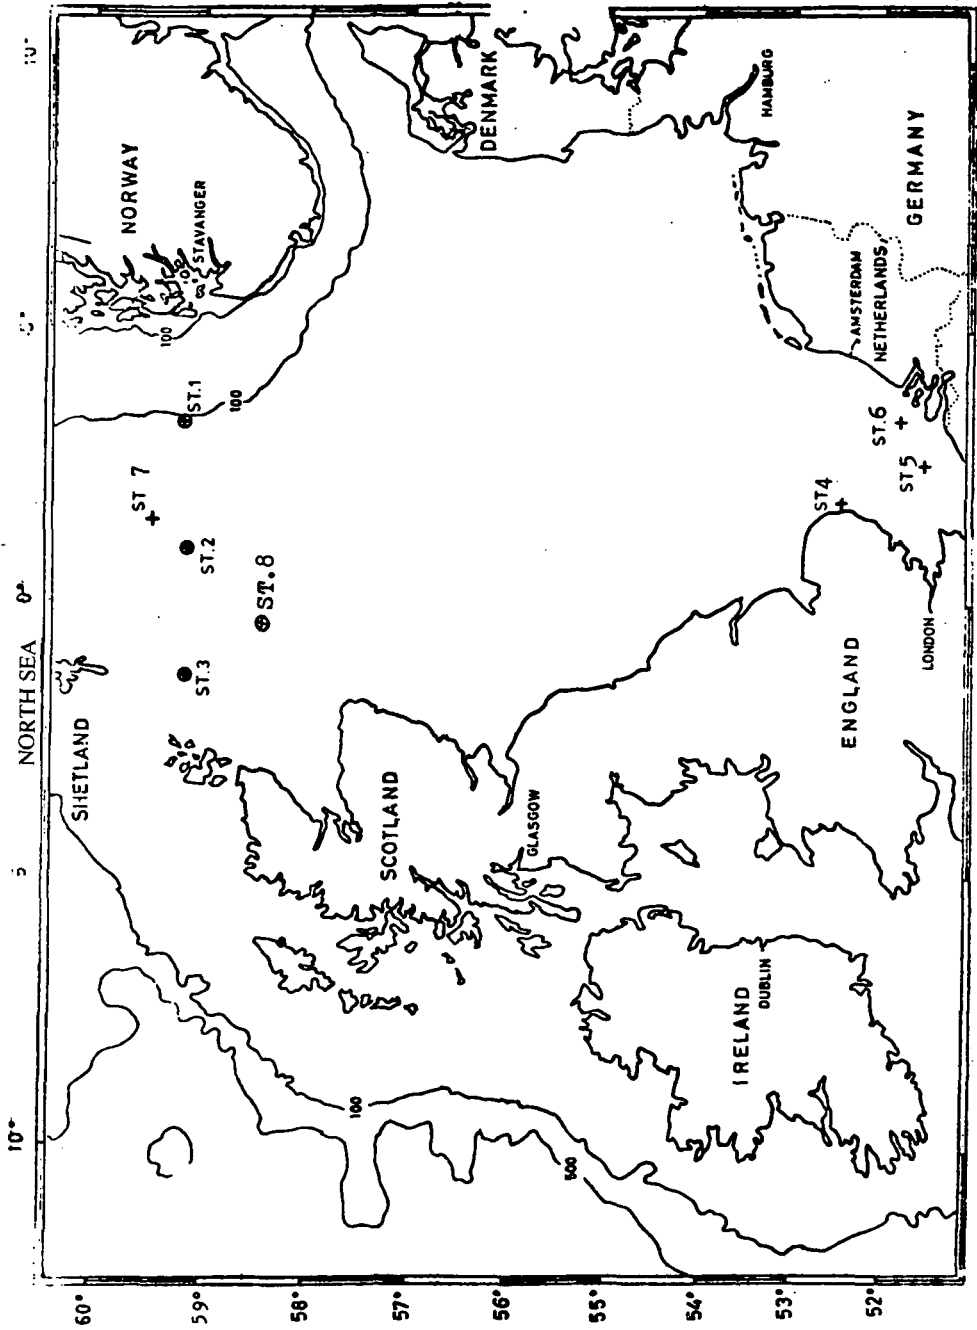 NORTH SEA
10°
5
0°
10°
NORWAY
STAVANGER
100
ST.1
100
ST 7
ST.2
ST.8
ST.3
SHETLAND
DENMARK
HAMBURG
GERMANY
AMSTERDAM
NETHERLANDS
ST.6
ST5
ST4
SCOTLAND
GLASGOW
ENGLAND
LONDON
IRELAND
DUBLIN
100
500
60°
59°
58°
57°
56°
55°
54°
53°
52°